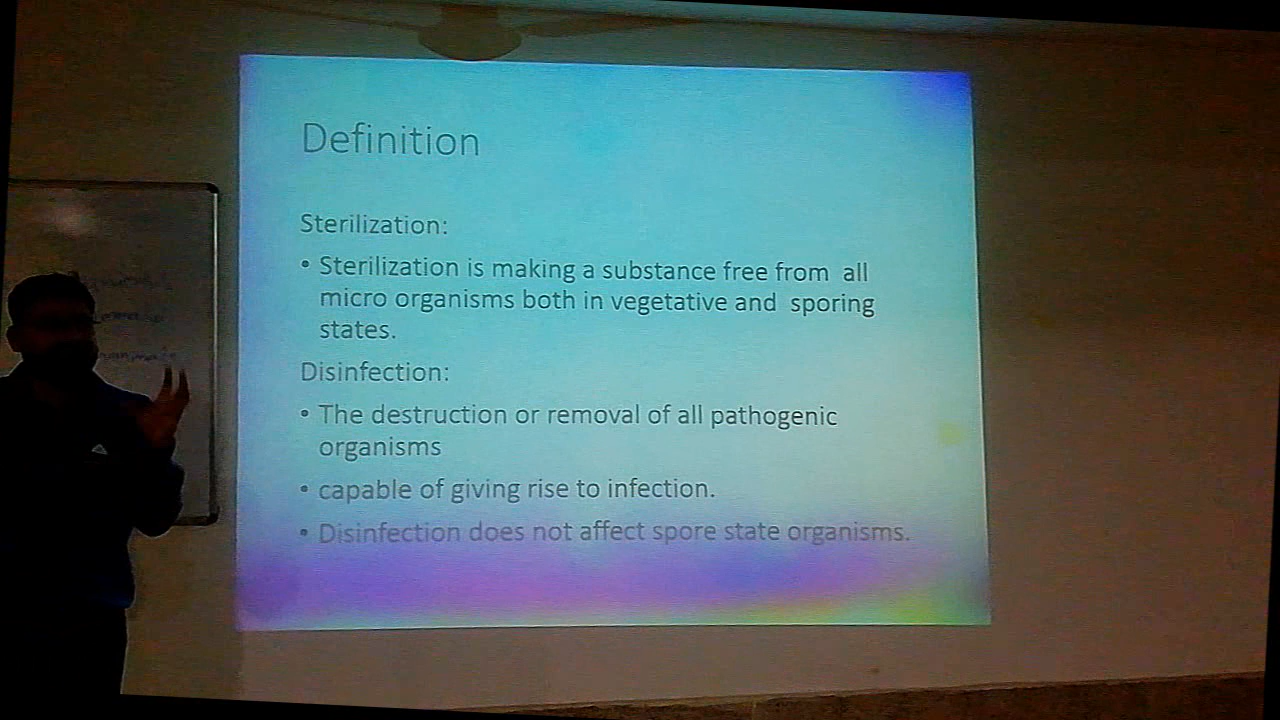 Definition
Sterilization:
• Sterilization is making a substance free from all
micro organisms both in vegetative and sporing
states.
Disinfection:
• The destruction or removal of all pathogenic
organisms
• capable of giving rise to infection.
• Disinfection does not affect spore state organisms.